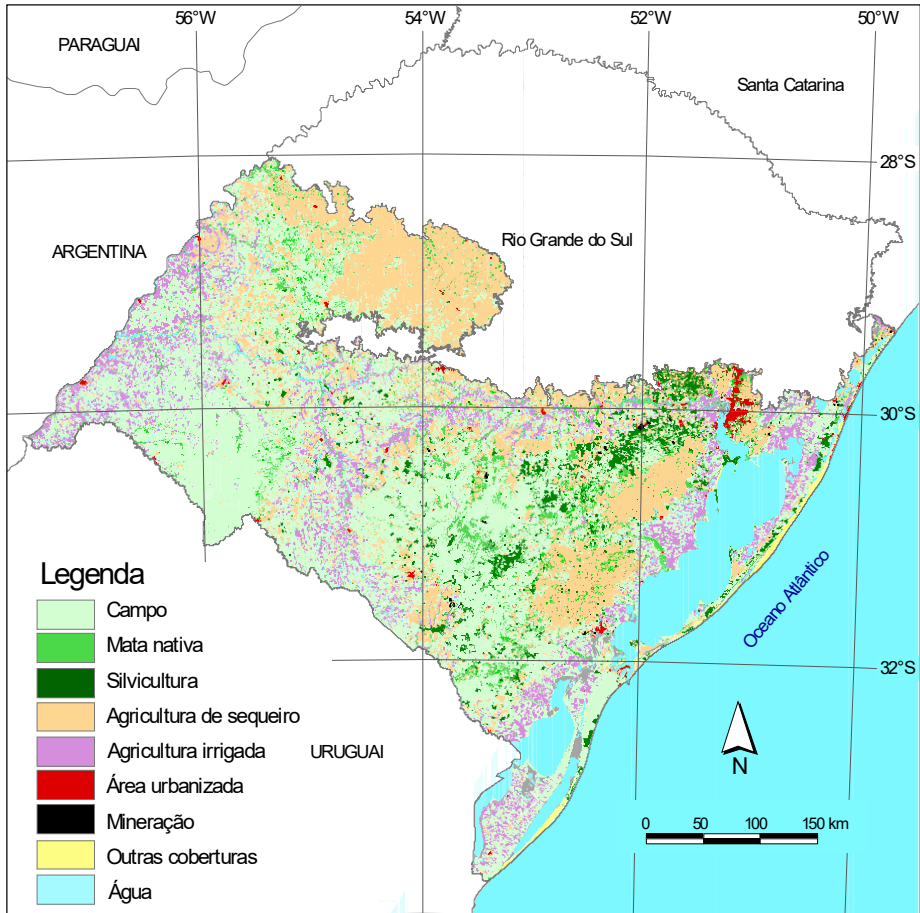 56°W
54°W
52°W
50°W
PARAGUAI
Santa Catarina
28°S
ARGENTINA
Rio Grande do Sul
30°S
Oceano Atlântico
Legenda
Campo
Mata nativa
Silvicultura
Agricultura de sequeiro
Agricultura irrigada
Área urbanizada
Mineração
Outras coberturas
Água
32°S
URUGUAI
N
0 50 100 150 km